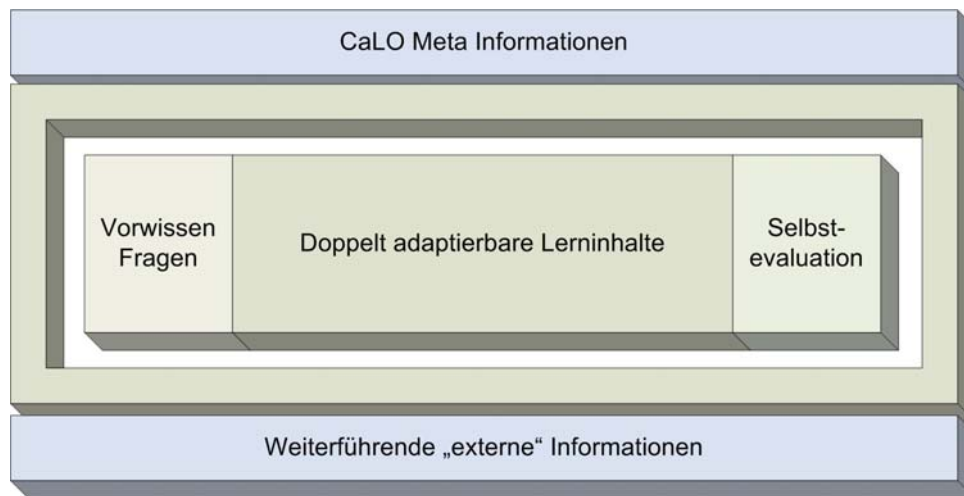 CaLO Meta Informationen
Vorwissen
Fragen
Doppelt adaptierbare Lerninhalte
Selbst-
evaluation
Weiterführende „externe“ Informationen